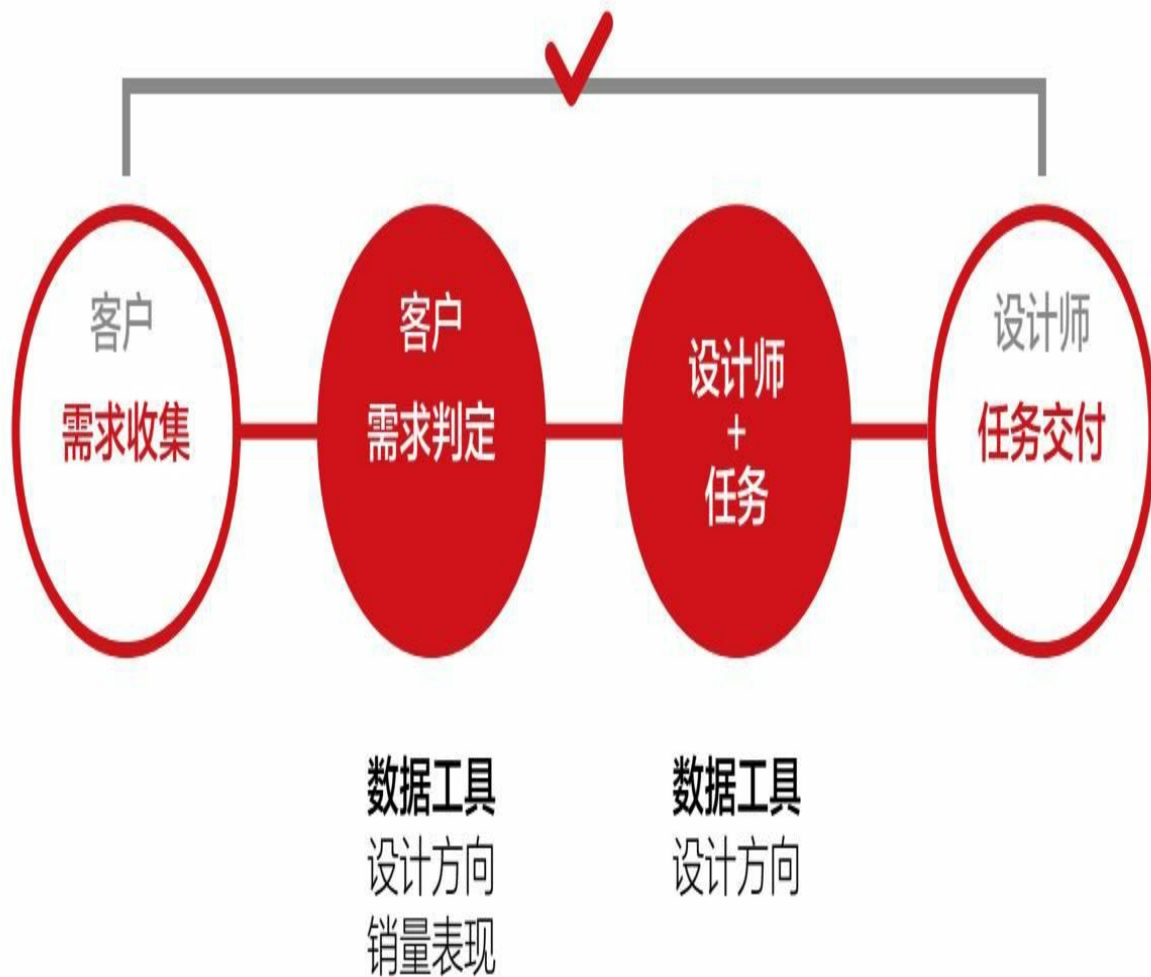 客户
需求收集
客户
需求判定
设计师
+
任务
设计师
任务交付
数据工具
设计方向
销量表现
数据工具
设计方向